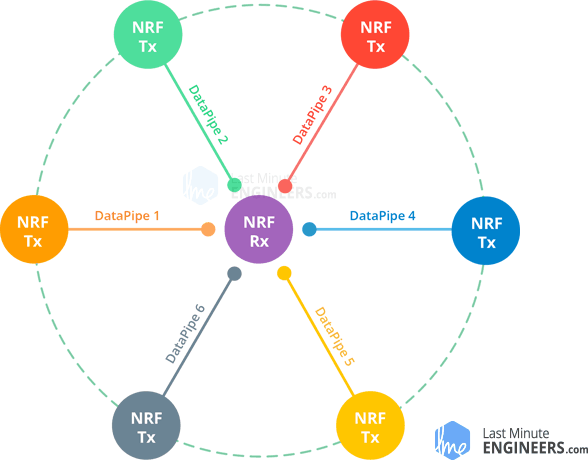 NRF
Tx
NRF
Tx
DataPipe 2
DataPipe 3
Last Minute
ENGINEERS.com
NRF
Tx
DataPipe 1
NRF
Rx
DataPipe 4
NRF
Tx
DataPipe 6
DataPipe 5
NRF
Tx
NRF
Tx
Last Minute
ENGINEERS.com